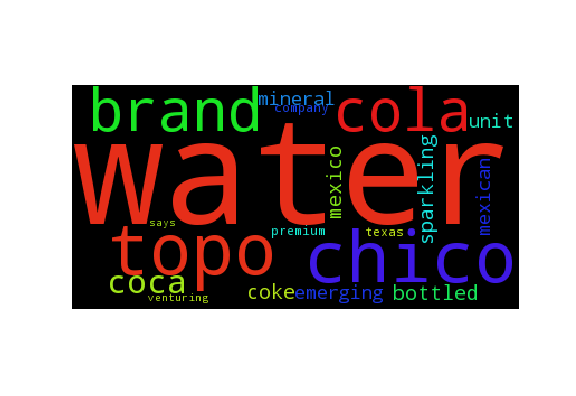 brand
mineral
company
cola
unit
water
mexico
sparkling
mexican
says
topo
premium
texas
chico
coca
venturing
coke
emerging
bottled